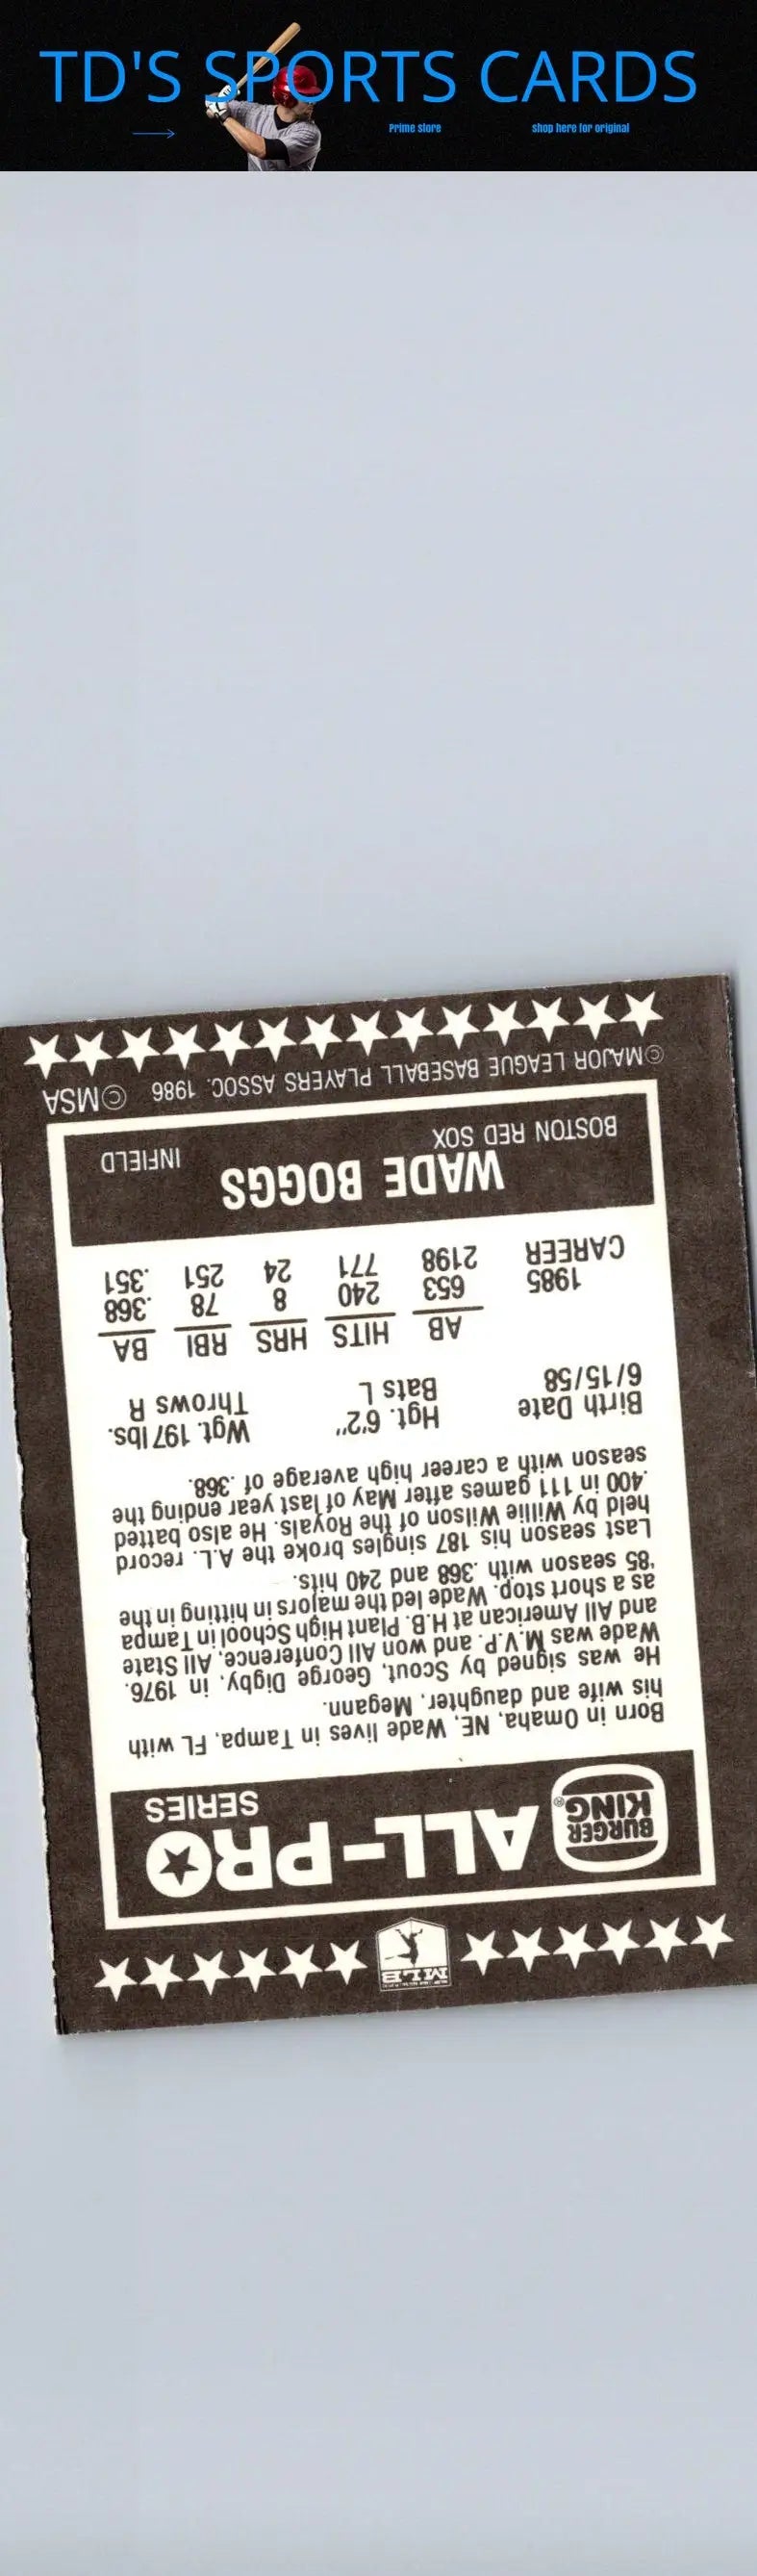 TD'S SPORTS CARDS
Prime store
shop here for original
MLB
BURGER
KING®
ALL-PRO
SERIES
Born in Omaha, NE, Wade lives in Tampa, FL with
his wife and daughter, Megann.
He was signed by Scout, George Digby, in 1976.
Wade was M.V.P. and won All Conference, All State
and All American at H.B. Plant High School in Tampa
as a short stop. Wade led the majors in hitting in the
'85 season with .368 and 240 hits.
Last season his 187 singles broke the A.L. record
held by Willie Wilson of the Royals. He also batted
.400 in 111 games after May of last year ending the
season with a career high average of .368.
Birth Date Hgt. 6'2" Wgt. 197 lbs.
6/15/58 Bats L Throws R
AB HITS HRS RBI BA
1985 653 240 8 78 .368
CAREER 2198 771 24 251 .351
WADE BOGGS
BOSTON RED SOX INFIELD
©MAJOR LEAGUE BASEBALL PLAYERS ASSOC. 1986 ©MSA